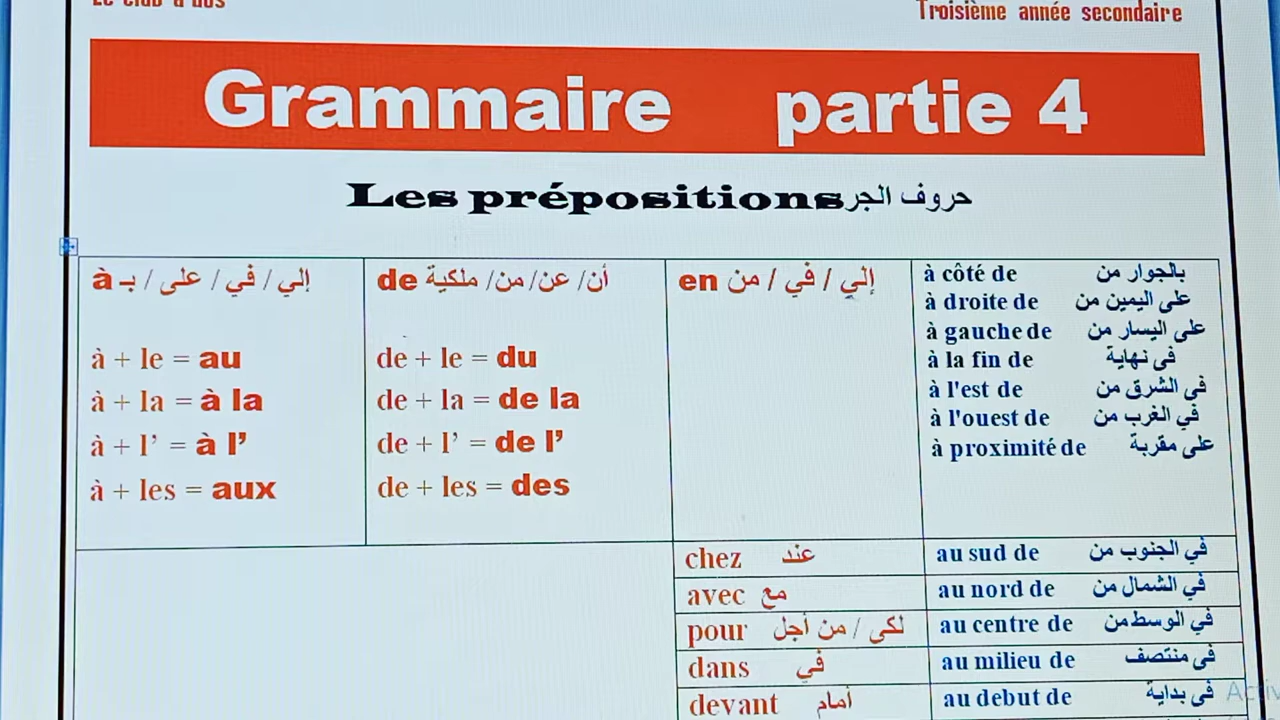 Le club d'dos
Troisième année secondaire
Grammaire partie 4
Les prépositions حروف الجر
à إلي / في / على / بـ
à + le = au
à + la = à la
à + l’ = à l’
à + les = aux
de أن/ عن/ من/ ملكية
de + le = du
de + la = de la
de + l’ = de l’
de + les = des
en إلي / في / من
à côté de بالجوار من
à droite de على اليمين من
à gauche de على اليسار من
à la fin de فى نهاية
à l'est de فى الشرق من
à l'ouest de في الغرب من
à proximité de على مقربة
chez عند
avec مع
pour لكى / من أجل
dans في
devant أمام
au sud de في الجنوب من
au nord de في الشمال من
au centre de في الوسط من
au milieu de فى منتصف
au debut de فى بداية
Activ